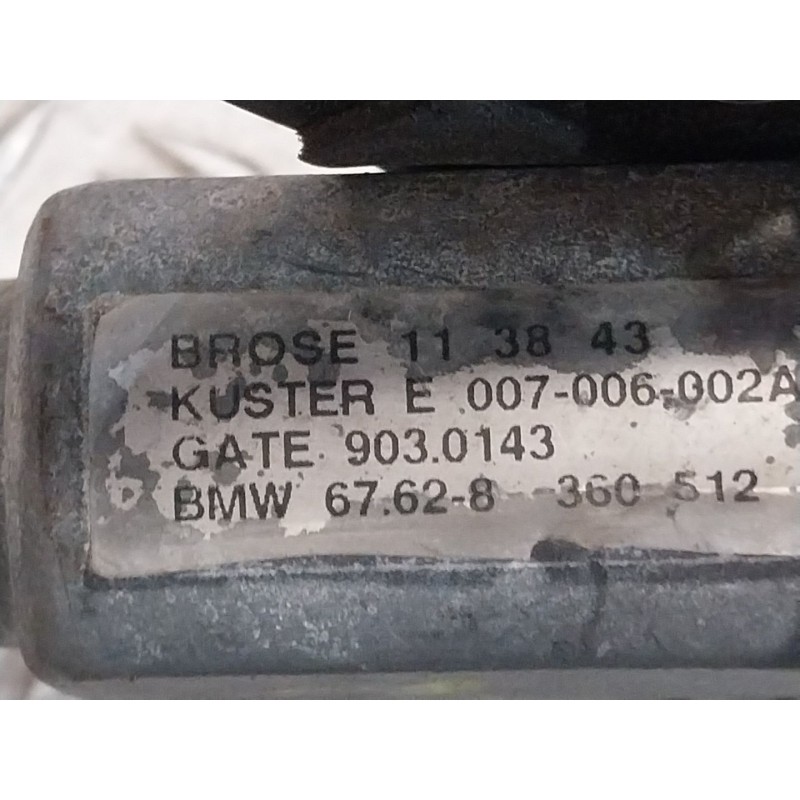 BROSE 11 38 43
KUSTER E 007-006-002A
GATE 903.0143
BMW 67.62-8 360 512